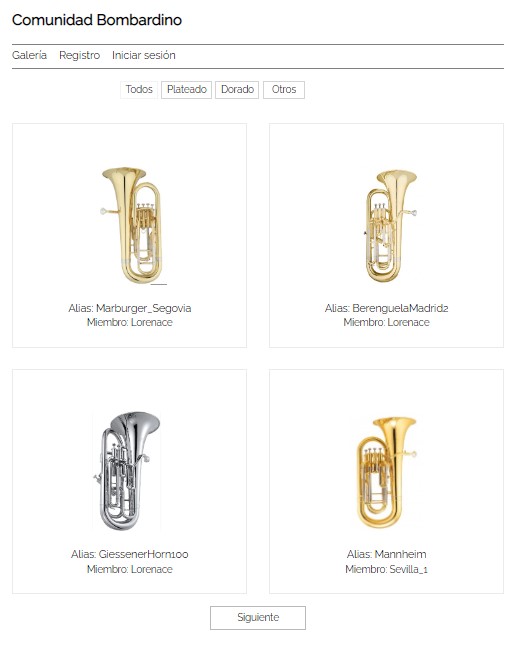 Comunidad Bombardino
Galería Registro Iniciar sesión
Todos Plateado Dorado Otros
Alias: Marburger_Segovia
Miembro: Lorenace
Alias: BerenguelaMadrid2
Miembro: Lorenace
Alias: GiessenerHorn100
Miembro: Lorenace
Alias: Mannheim
Miembro: Sevilla_1
Siguiente